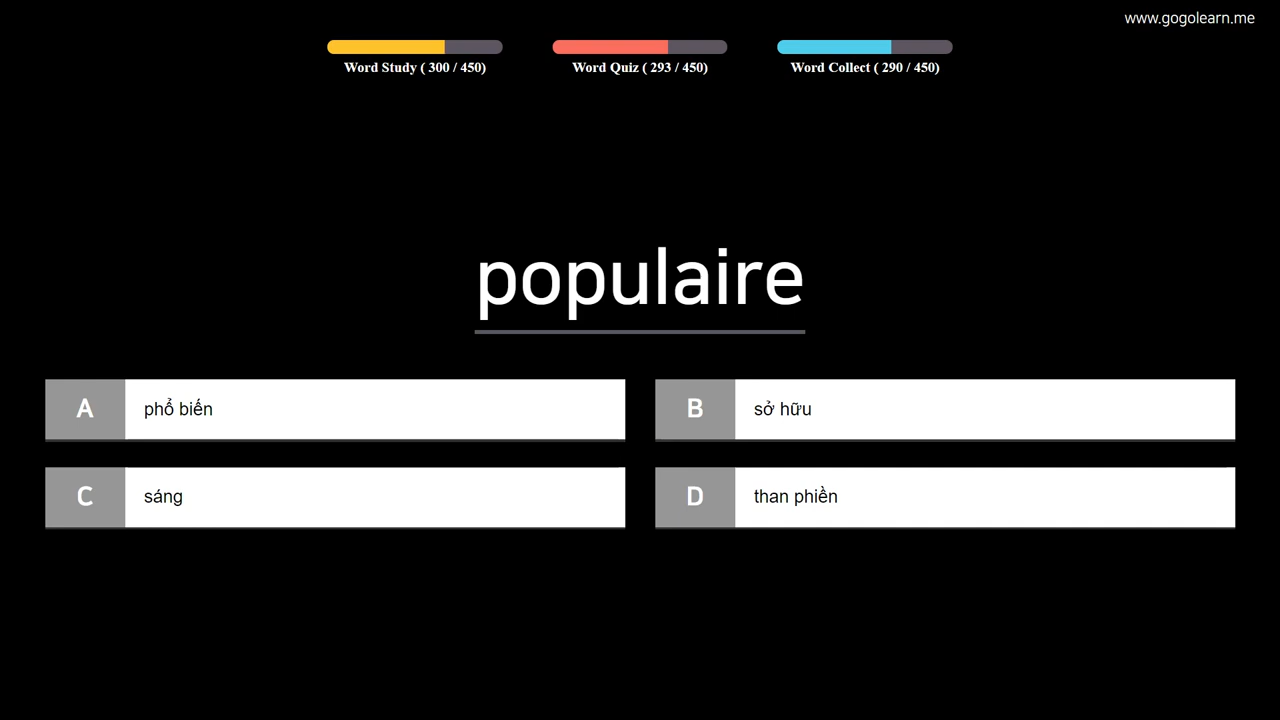 www.gogolearn.me
Word Study ( 300 / 450)
Word Quiz ( 293 / 450)
Word Collect ( 290 / 450)
populaire
A phổ biến
B sở hữu
C sáng
D than phiền